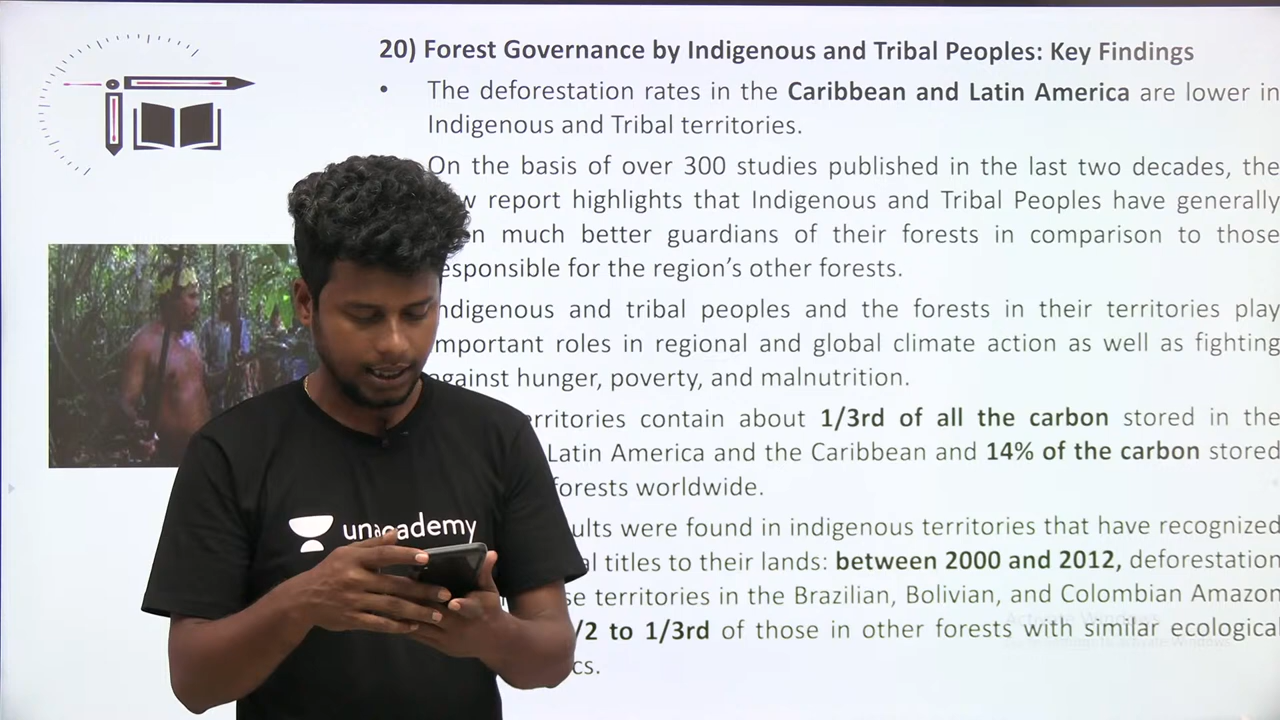 20) Forest Governance by Indigenous and Tribal Peoples: Key Findings
• The deforestation rates in the Caribbean and Latin America are lower in
Indigenous and Tribal territories.
On the basis of over 300 studies published in the last two decades, the
report highlights that Indigenous and Tribal Peoples have generally
much better guardians of their forests in comparison to those
esponsible for the region's other forests.
ndigenous and tribal peoples and the forests in their territories play
mportant roles in regional and global climate action as well as fighting
against hunger, poverty, and malnutrition.
erritories contain about 1/3rd of all the carbon stored in the
Latin America and the Caribbean and 14% of the carbon stored
forests worldwide.
ults were found in indigenous territories that have recognized
titles to their lands: between 2000 and 2012, deforestation
se territories in the Brazilian, Bolivian, and Colombian Amazon
/2 to 1/3rd of those in other forests with similar ecological
cs.
unacademy
Activate Windows